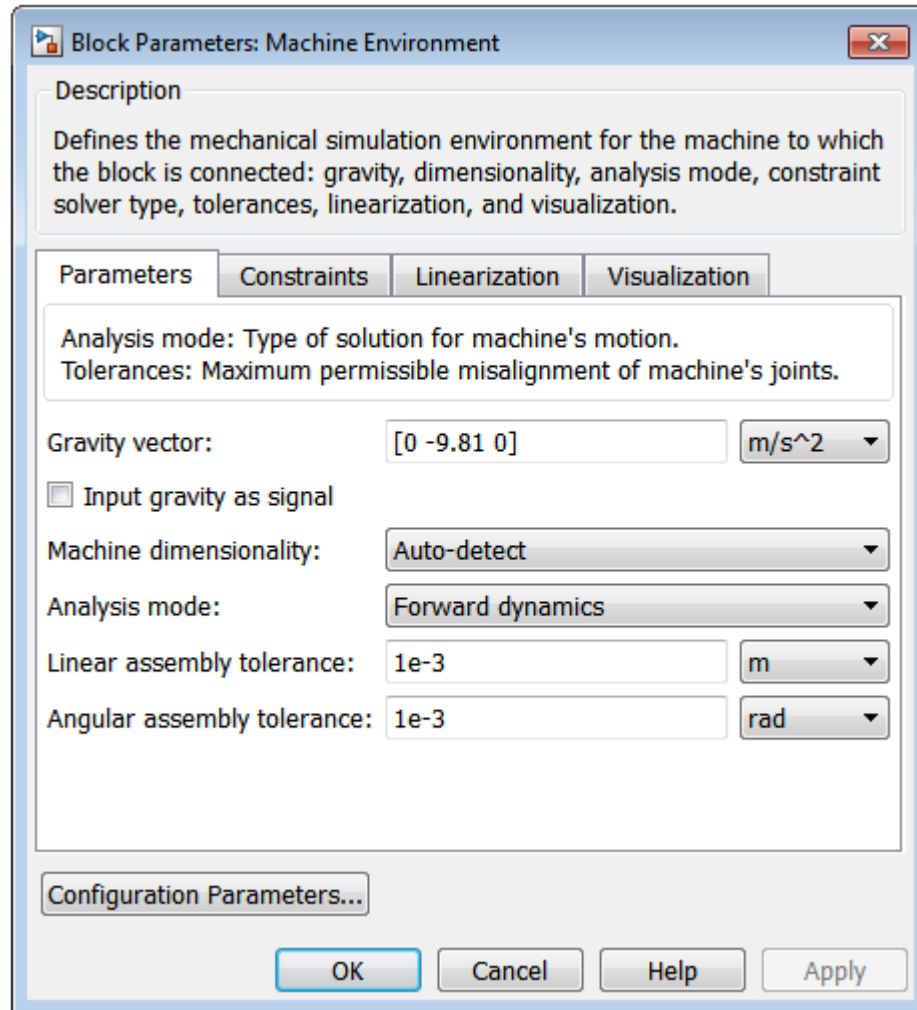 Block Parameters: Machine Environment
Description
Defines the mechanical simulation environment for the machine to which
the block is connected: gravity, dimensionality, analysis mode, constraint
solver type, tolerances, linearization, and visualization.
Parameters Constraints Linearization Visualization
Analysis mode: Type of solution for machine's motion.
Tolerances: Maximum permissible misalignment of machine's joints.
Gravity vector: [0 -9.81 0] m/s^2
Input gravity as signal
Machine dimensionality: Auto-detect
Analysis mode: Forward dynamics
Linear assembly tolerance: 1e-3 m
Angular assembly tolerance: 1e-3 rad
Configuration Parameters...
OK Cancel Help Apply